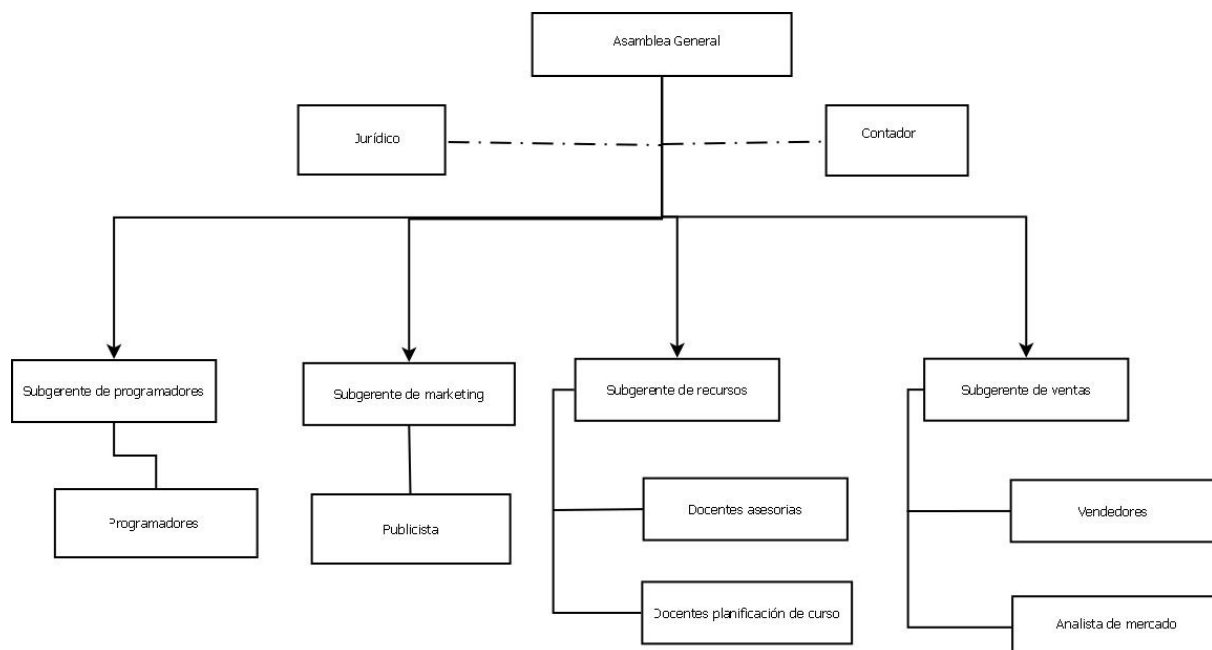 Asamblea General
Jurídico
Contador
Subgerente de programadores
Subgerente de marketing
Subgerente de recursos
Subgerente de ventas
Programadores
Publicista
Docentes asesorias
Vendedores
Docentes planificación de curso
Analista de mercado